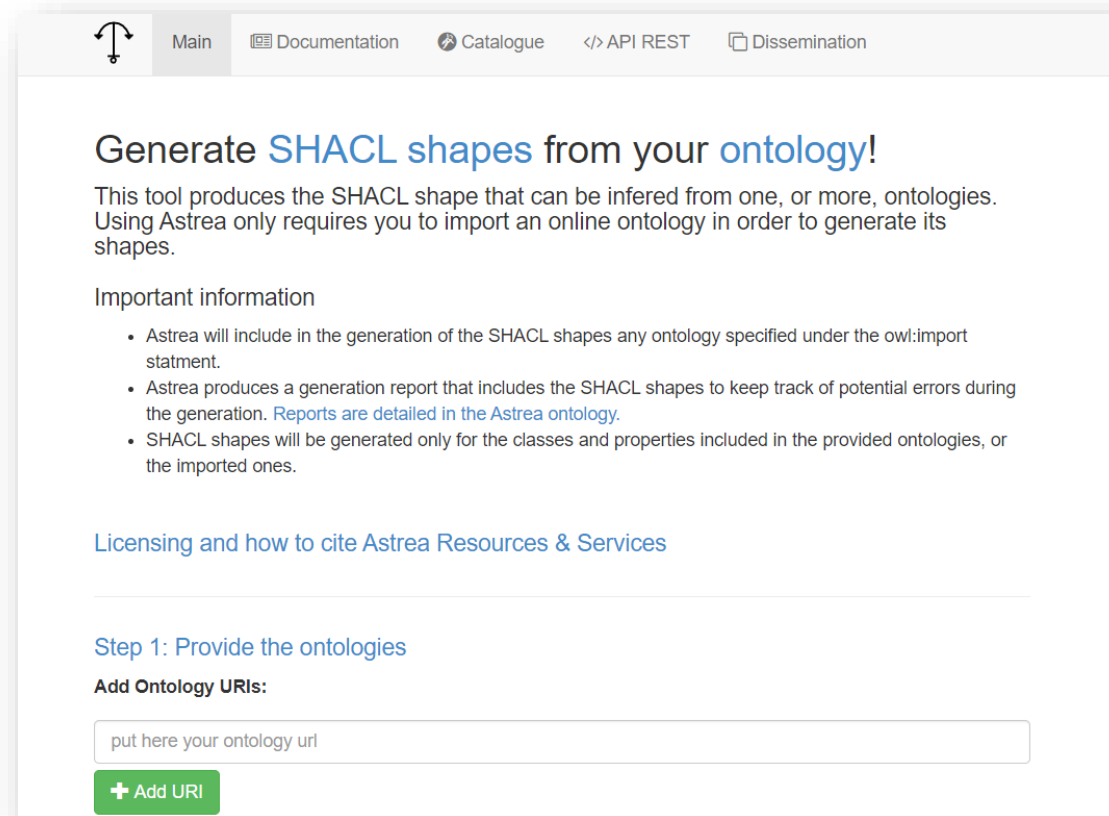 Main Documentation Catalogue </> API REST Dissemination
Generate SHACL shapes from your ontology!
This tool produces the SHACL shape that can be infered from one, or more, ontologies.
Using Astrea only requires you to import an online ontology in order to generate its
shapes.
Important information
• Astrea will include in the generation of the SHACL shapes any ontology specified under the owl:import
statment.
• Astrea produces a generation report that includes the SHACL shapes to keep track of potential errors during
the generation. Reports are detailed in the Astrea ontology.
• SHACL shapes will be generated only for the classes and properties included in the provided ontologies, or
the imported ones.
Licensing and how to cite Astrea Resources & Services
Step 1: Provide the ontologies
Add Ontology URIs:
put here your ontology url
+ Add URI